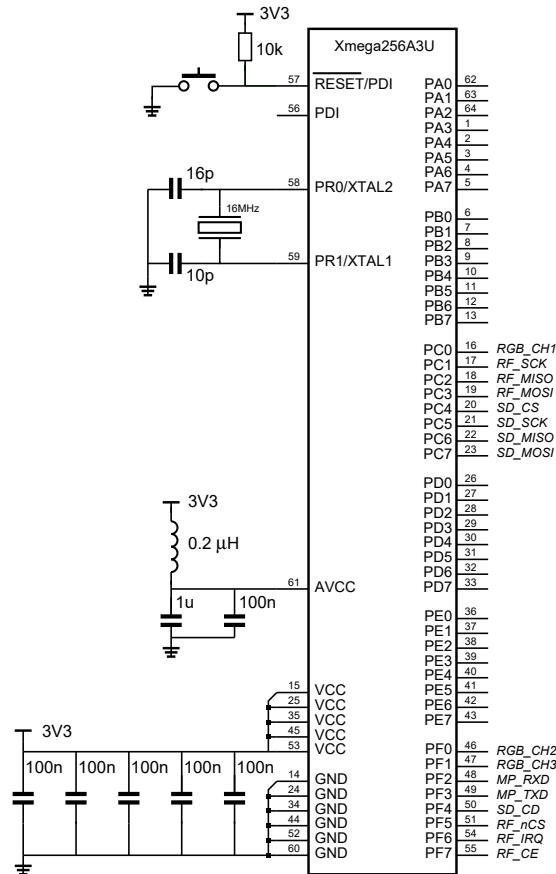 3V3
10k
Xmega256A3U
57 RESET/PDI
56 PDI
16p
58 PR0/XTAL2
16MHz
59 PR1/XTAL1
10p
PA0 62
PA1 63
PA2 64
PA3 1
PA4 2
PA5 3
PA6 4
PA7 5
PB0 6
PB1 7
PB2 8
PB3 9
PB4 10
PB5 11
PB6 12
PB7 13
PC0 16 RGB_CH1
PC1 17 RF_SCK
PC2 18 RF_MISO
PC3 19 RF_MOSI
PC4 20 SD_CS
PC5 21 SD_SCK
PC6 22 SD_MISO
PC7 23 SD_MOSI
PD0 26
PD1 27
PD2 28
PD3 29
PD4 30
PD5 31
PD6 32
PD7 33
3V3
0.2 µH
61 AVCC
1u 100n
PE0 36
PE1 37
PE2 38
PE3 39
PE4 40
PE5 41
PE6 42
PE7 43
15 VCC
25 VCC
35 VCC
45 VCC
53 VCC
3V3
100n 100n 100n 100n 100n
14 GND
24 GND
34 GND
44 GND
52 GND
60 GND
PF0 46 RGB_CH2
PF1 47 RGB_CH3
PF2 48 MP_RXD
PF3 49 MP_TXD
PF4 50 SD_CD
PF5 51 RF_nCS
PF6 54 RF_IRQ
PF7 55 RF_CE